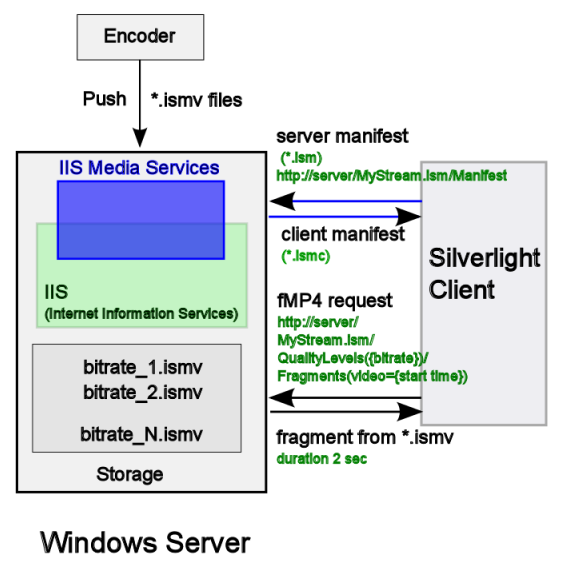 Encoder
Push *.ismv files
server manifest
(*.ism)
http://server/MyStream.ism/Manifest
IIS Media Services
client manifest
(*.ismc)
Silverlight
Client
IIS
(Internet Information Services)
fMP4 request
http://server/
MyStream.ism/
QualityLevels({bitrate})/
Fragments(video={start time})
bitrate_1.ismv
bitrate_2.ismv
bitrate_N.ismv
fragment from *.ismv
duration 2 sec
Storage
Windows Server